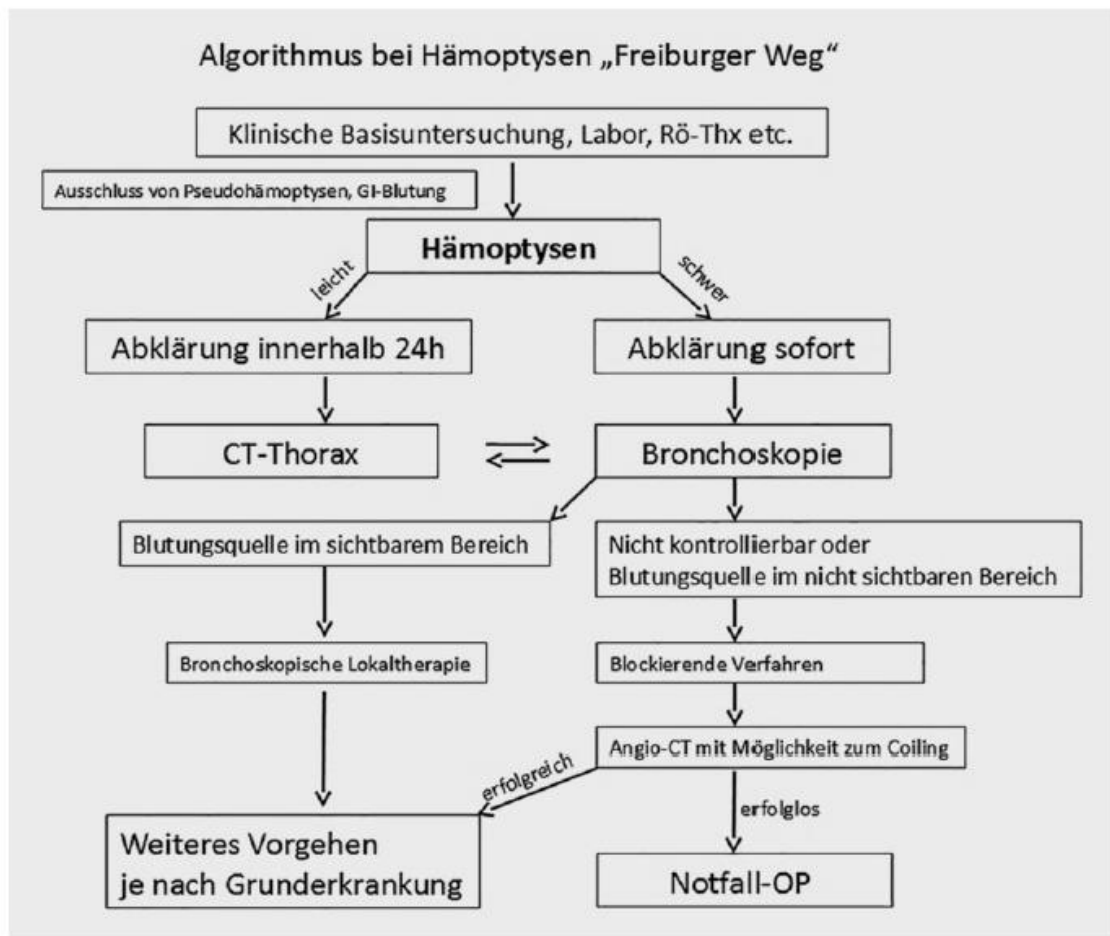 Algorithmus bei Hämoptysen „Freiburger Weg“
Klinische Basisuntersuchung, Labor, Rö-Thx etc.
Ausschluss von Pseudohämoptysen, GI-Blutung
Hämoptysen
leicht
schwer
Abklärung innerhalb 24h
Abklärung sofort
CT-Thorax
Bronchoskopie
Blutungsquelle im sichtbarem Bereich
Nicht kontrollierbar oder
Blutungsquelle im nicht sichtbaren Bereich
Bronchoskopische Lokaltherapie
Blockierende Verfahren
Angio-CT mit Möglichkeit zum Coiling
erfolgreich
erfolglos
Weiteres Vorgehen
je nach Grunderkrankung
Notfall-OP